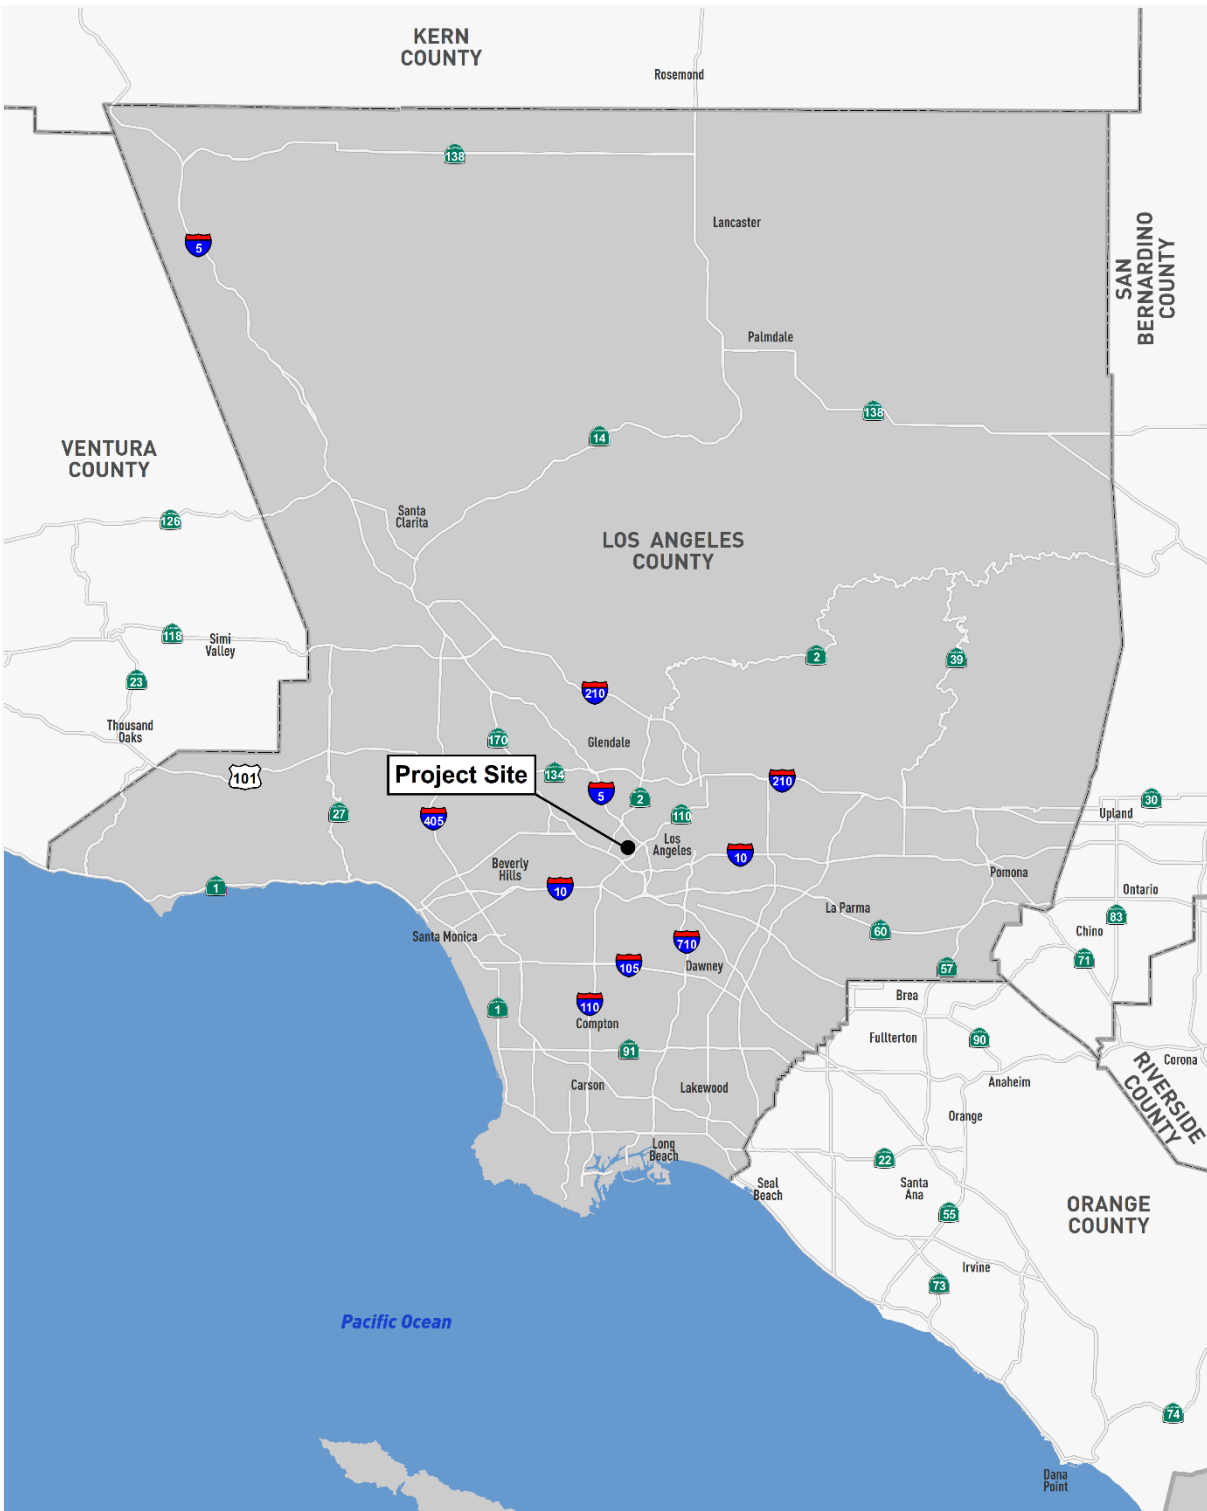 KERN
COUNTY
Rosemond
138
Lancaster
5
SAN
BERNARDINO
COUNTY
Palmdale
138
14
VENTURA
COUNTY
Santa
Clarita
126
LOS ANGELES
COUNTY
118
Simi
Valley
2
39
23
210
Thousand
Oaks
170
Glendale
Project Site
134
101
210
5
2
30
27
405
110
Upland
Los
Angeles
10
Beverly
Hills
Pomona
1
10
Ontario
La Parma
83
60
Chino
Santa Monica
710
71
105
Dawney
57
Brea
110
1
Compton
Fullterton
90
91
Corona
Carson
Lakewood
Anaheim
RIVERSIDE
COUNTY
Orange
Long
Beach
22
Seal
Beach
Santa
Ana
55
ORANGE
COUNTY
Irvine
73
Pacific Ocean
74
Dana
Point